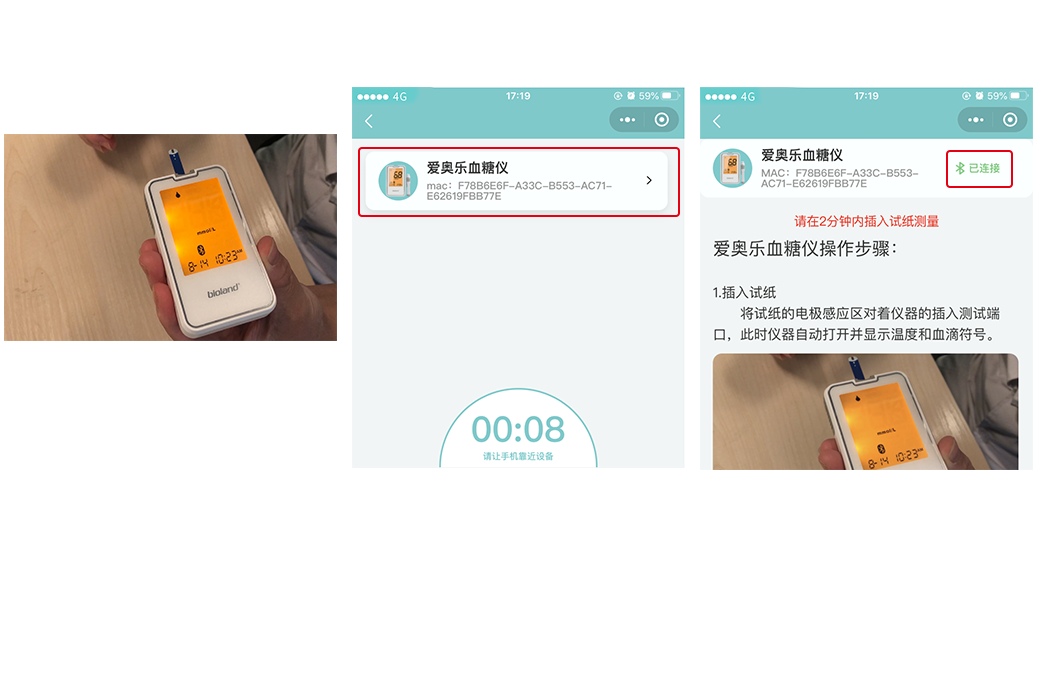 mmol/L
8-14 10:23AM
bioland
4G
17:19
59%
爱奥乐血糖仪
mac：F78B6E6F-A33C-B553-AC71-
E62619FBB77E
00:08
请让手机靠近设备
4G
17:19
59%
爱奥乐血糖仪
MAC：F78B6E6F-A33C-B553-
AC71-E62619FBB77E
已连接
请在2分钟内插入试纸测量
爱奥乐血糖仪操作步骤：
1.插入试纸
将试纸的电极感应区对着仪器的插入测试端
口，此时仪器自动打开并显示温度和血滴符号。
mmol/L
8-14 10:23AM